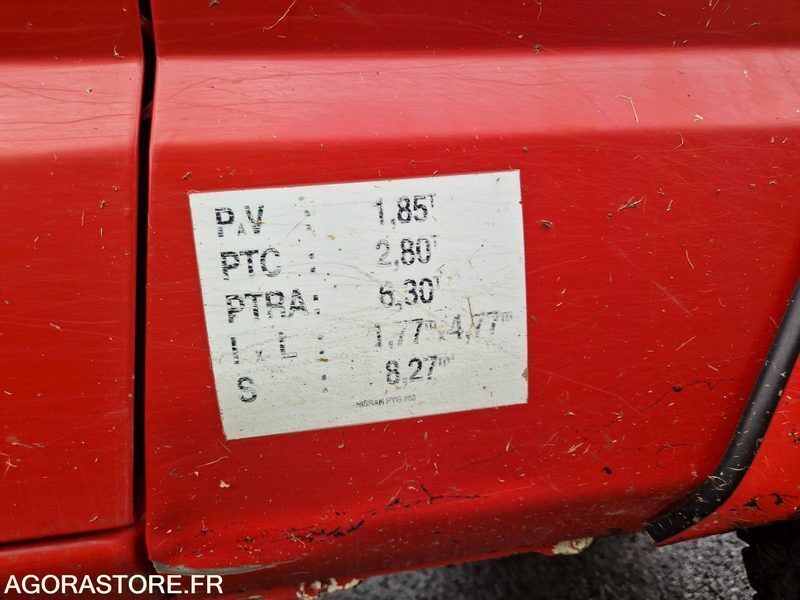 P.V : 1,85T
PTC : 2,80T
PTRA : 6,30T
l x L : 1,77m x 4,77m
S : 8,27m²
AGORASTORE.FR